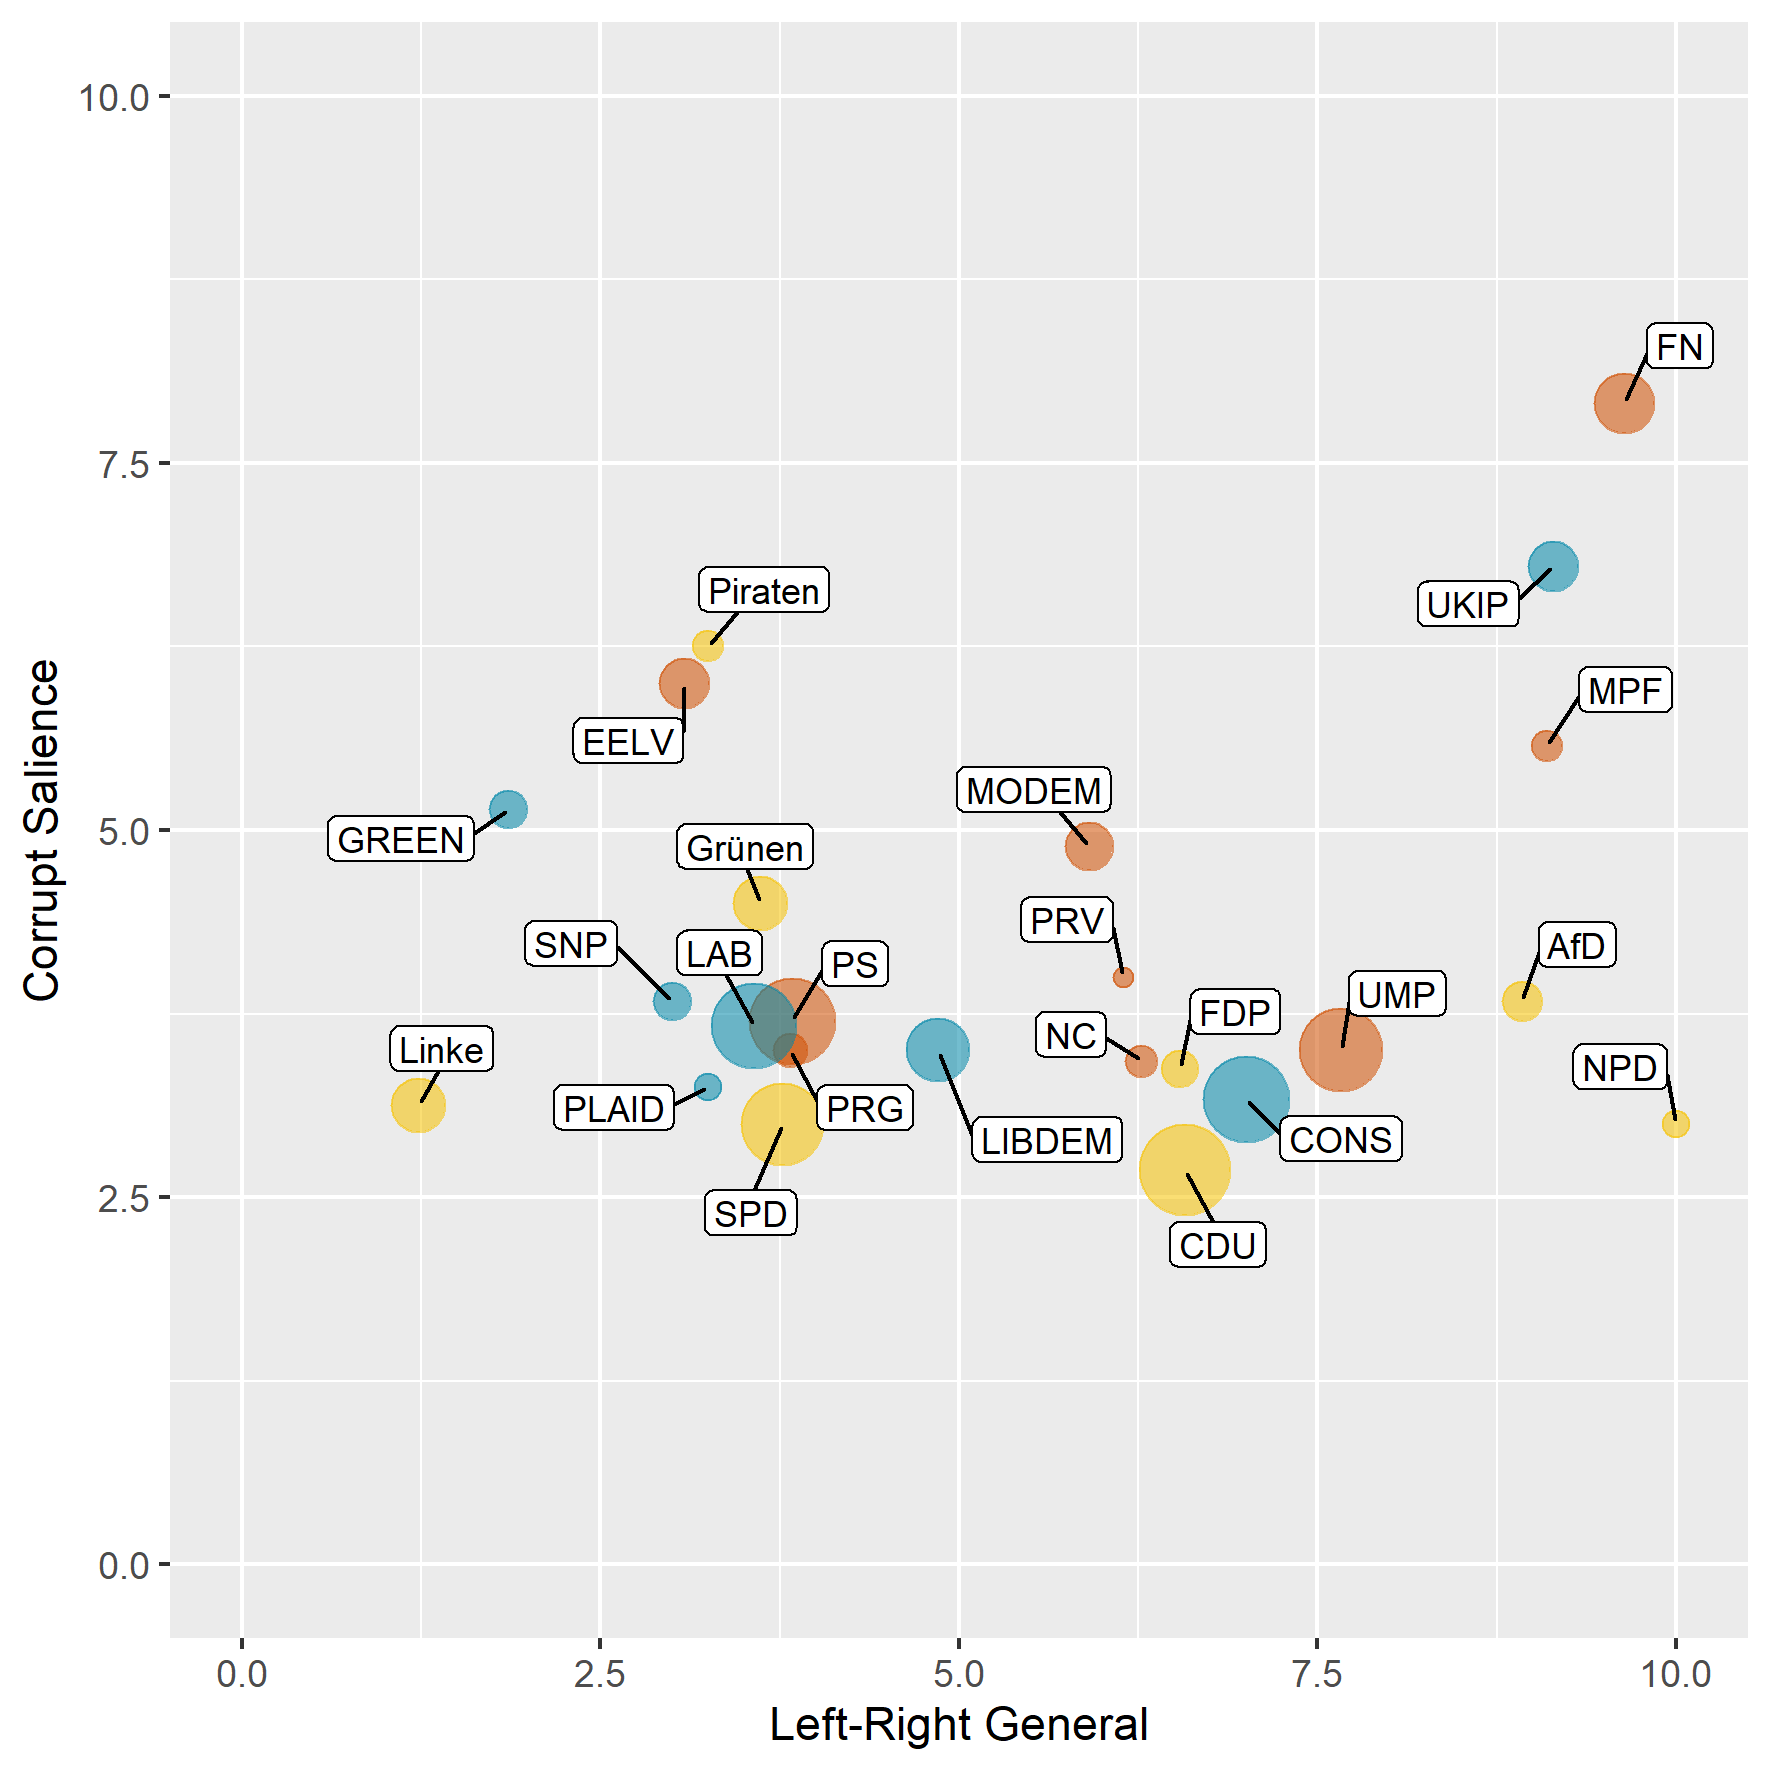 10.0
7.5
5.0
2.5
0.0
Corrupt Salience
FN
Piraten
UKIP
MPF
EELV
MODEM
GREEN
Grünen
PRV
SNP
LAB
PS
AfD
UMP
FDP
NC
Linke
NPD
PLAID
PRG
LIBDEM
CONS
SPD
CDU
0.0
2.5
5.0
7.5
10.0
Left-Right General